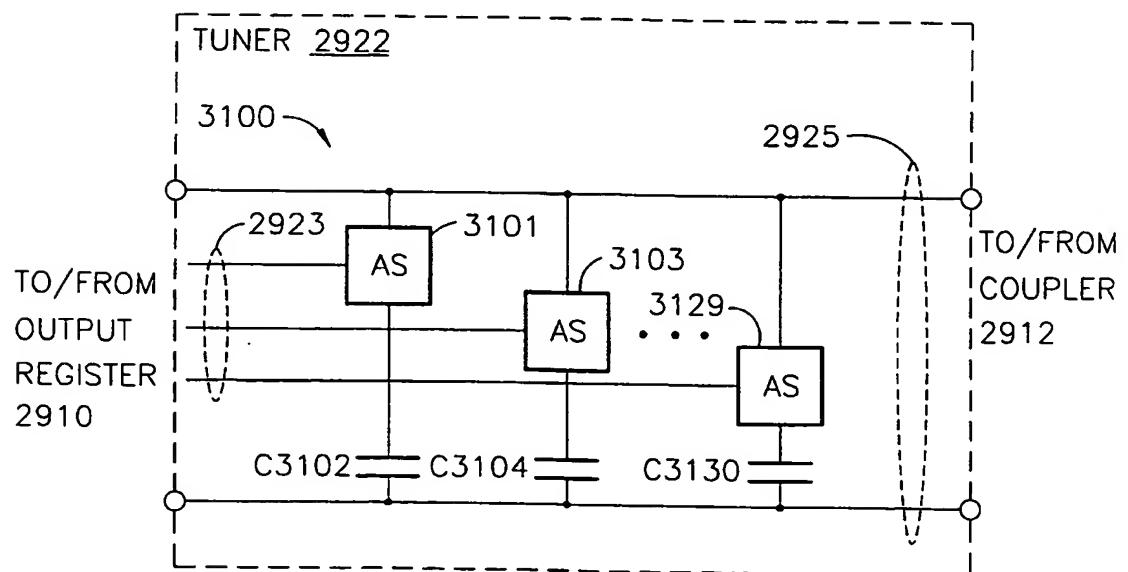 TUNER 2922
3100
2925
2923
3101
AS
3103
AS
3129
AS
TO/FROM
OUTPUT
REGISTER
2910
TO/FROM
COUPLER
2912
C3102
C3104
C3130